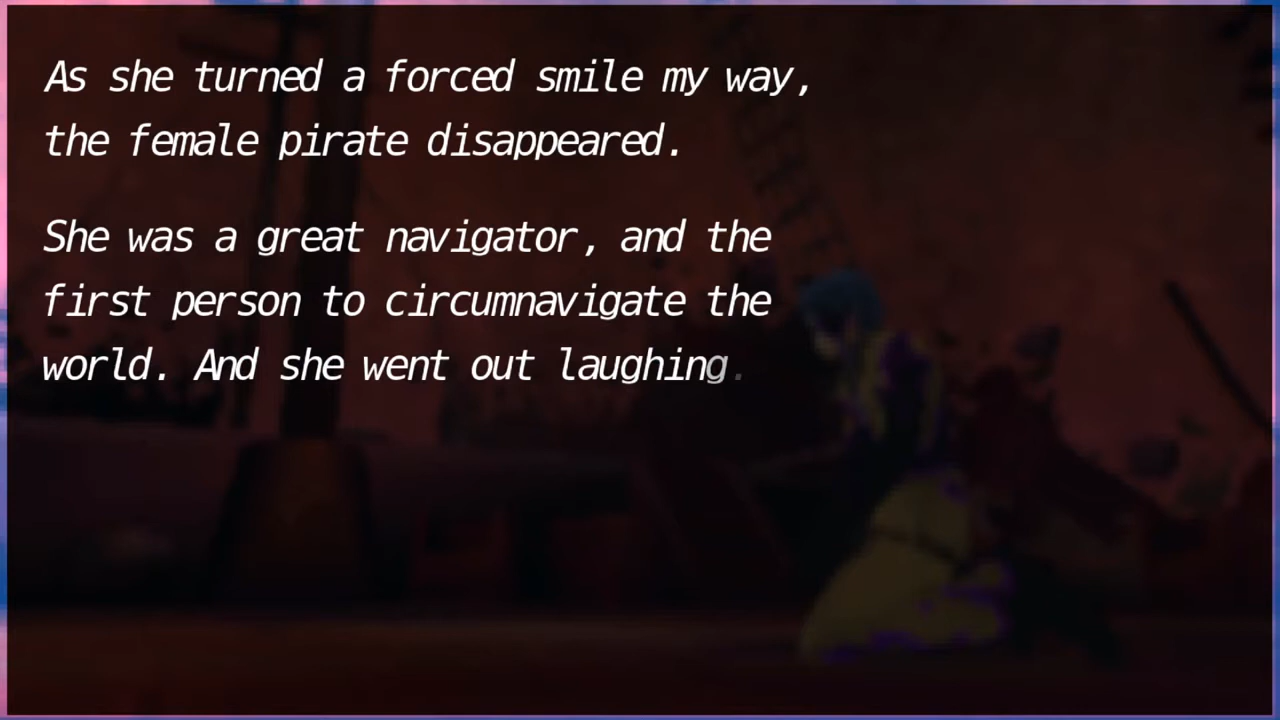 As she turned a forced smile my way,
the female pirate disappeared.
She was a great navigator, and the
first person to circumnavigate the
world. And she went out laughing.